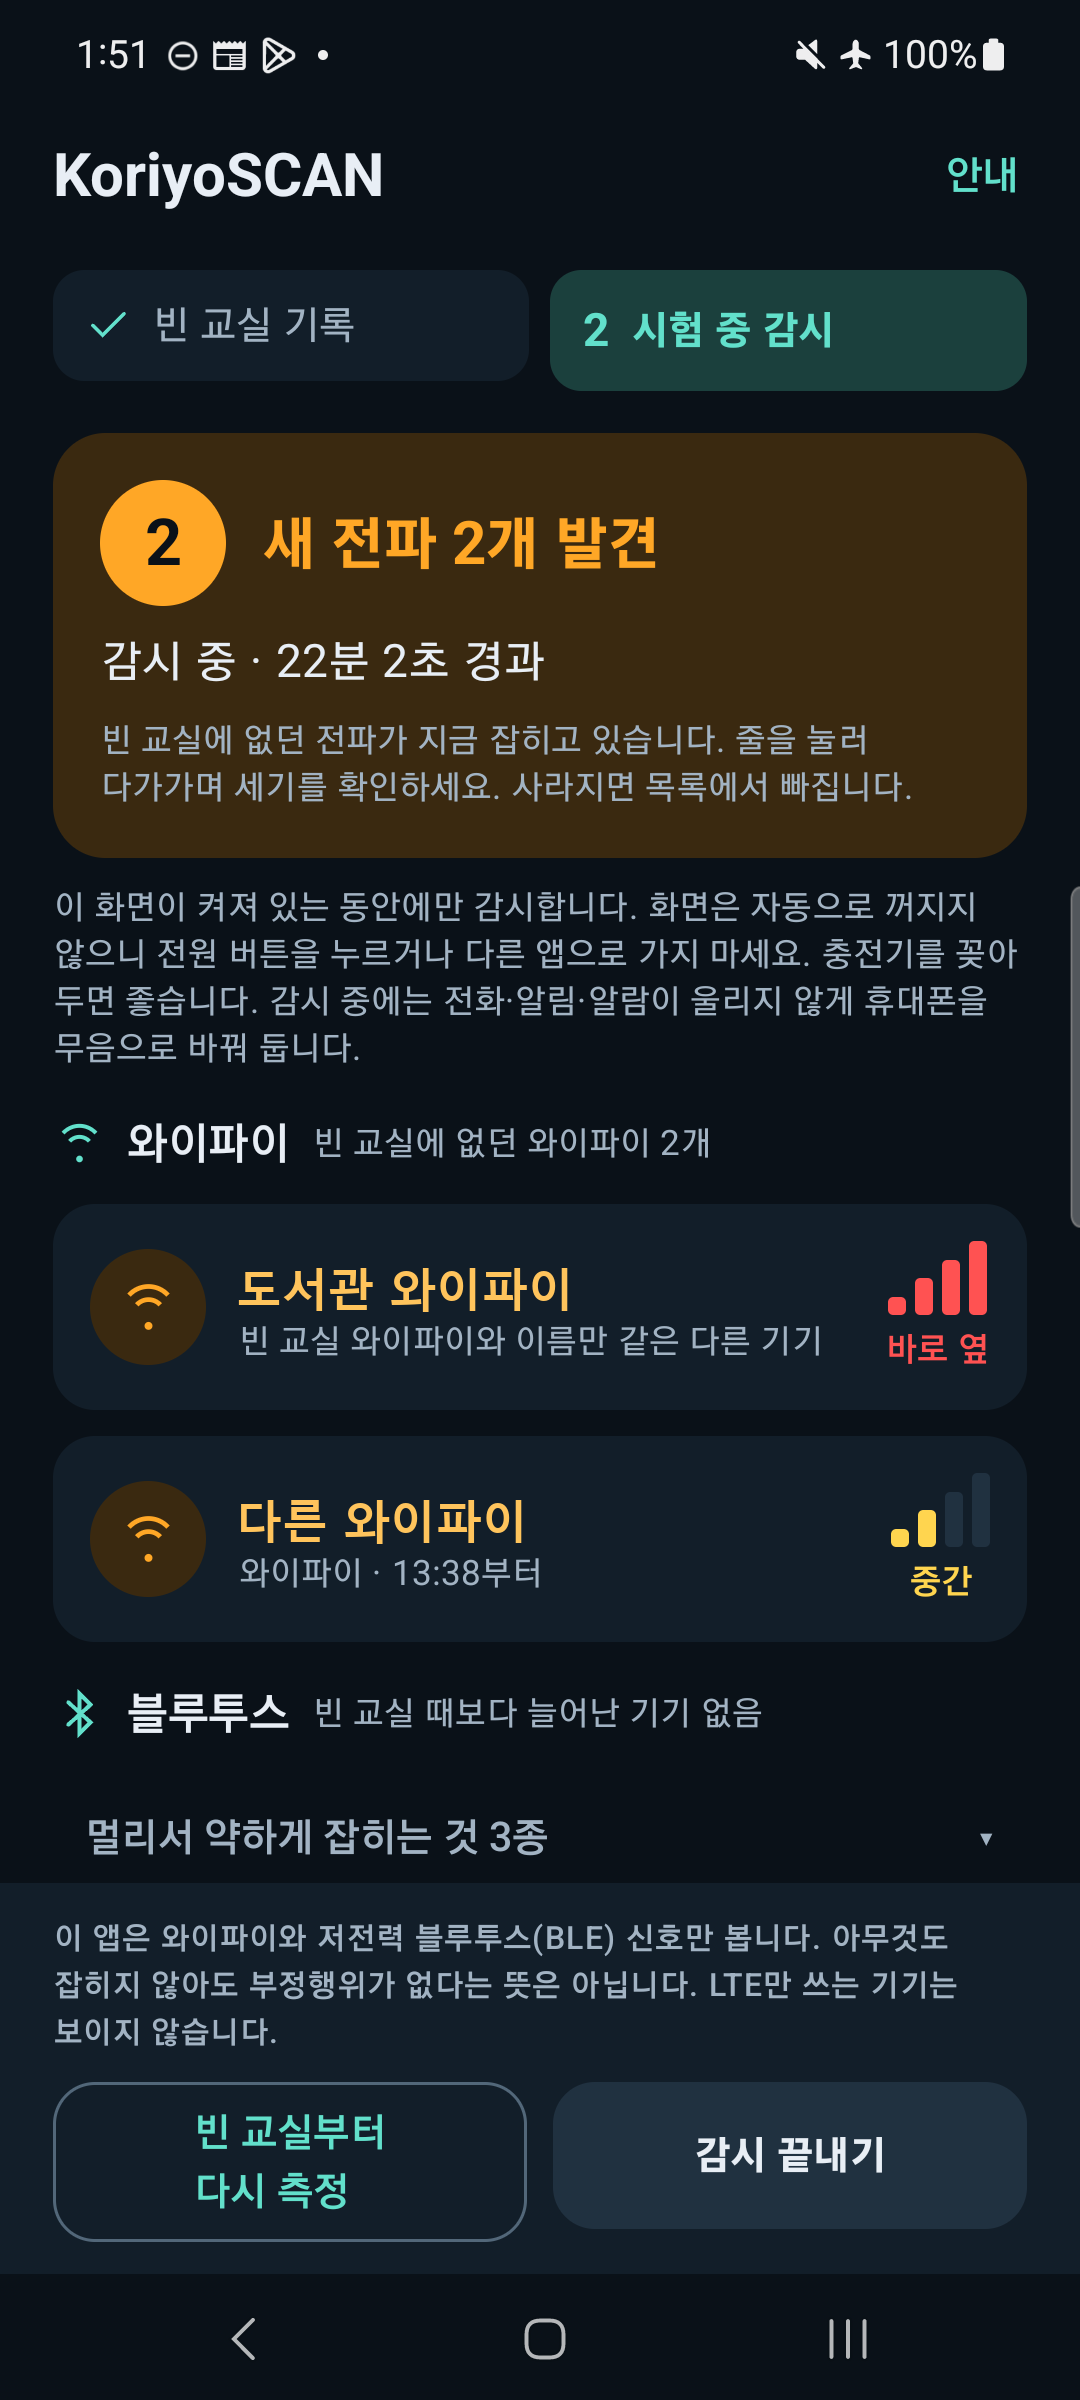 1:51
100%
KoriyoSCAN
안내
빈 교실 기록
2 시험 중 감시
2
새 전파 2개 발견
감시 중 · 22분 2초 경과
빈 교실에 없던 전파가 지금 잡히고 있습니다. 줄을 눌러
다가가며 세기를 확인하세요. 사라지면 목록에서 빠집니다.
이 화면이 켜져 있는 동안에만 감시합니다. 화면은 자동으로 꺼지지
않으니 전원 버튼을 누르거나 다른 앱으로 가지 마세요. 충전기를 꽂아
두면 좋습니다. 감시 중에는 전화·알림·알람이 울리지 않게 휴대폰을
무음으로 바꿔 둡니다.
와이파이 빈 교실에 없던 와이파이 2개
도서관 와이파이
빈 교실 와이파이와 이름만 같은 다른 기기
바로 옆
다른 와이파이
와이파이 · 13:38부터
중간
블루투스 빈 교실 때보다 늘어난 기기 없음
멀리서 약하게 잡히는 것 3종
이 앱은 와이파이와 저전력 블루투스(BLE) 신호만 봅니다. 아무것도
잡히지 않아도 부정행위가 없다는 뜻은 아닙니다. LTE만 쓰는 기기는
보이지 않습니다.
빈 교실부터
다시 측정
감시 끝내기